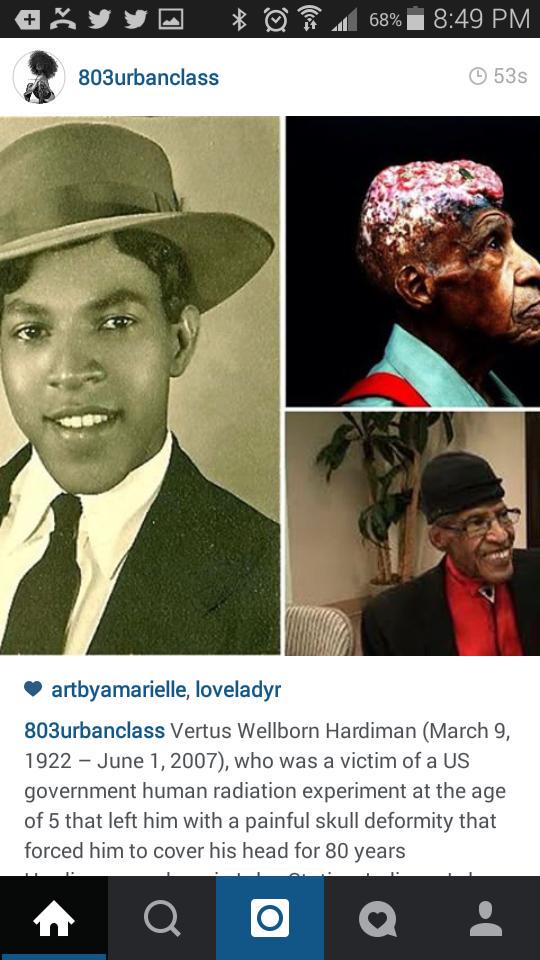 68% 8:49 PM
803urbanclass 53s
artbyamarielle, loveladyr
803urbanclass Vertus Wellborn Hardiman (March 9,
1922 – June 1, 2007), who was a victim of a US
government human radiation experiment at the age
of 5 that left him with a painful skull deformity that
forced him to cover his head for 80 years